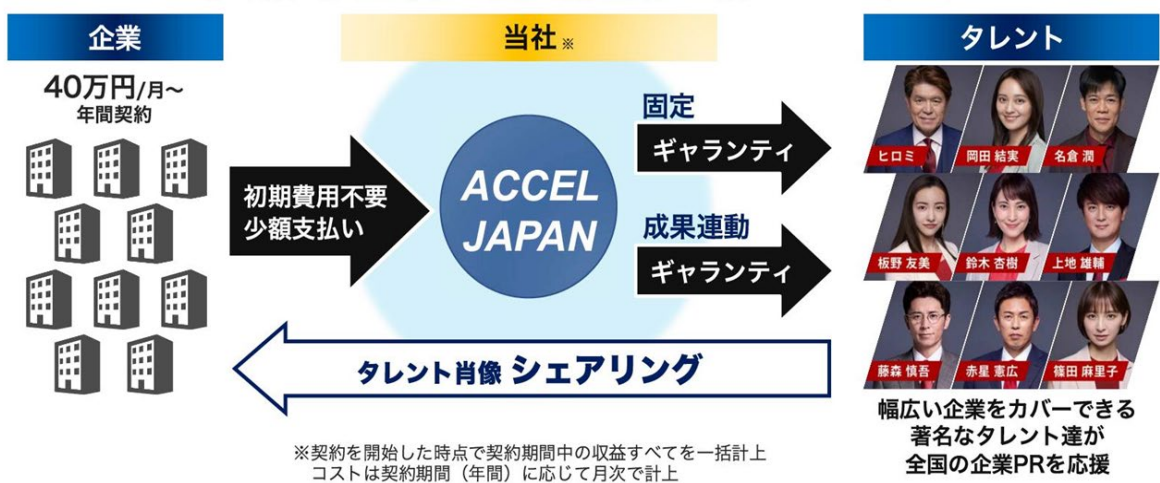 企業
40万円/月～
年間契約
初期費用不要
少額支払い
当社※
ACCEL
JAPAN
固定
ギャランティ
成果連動
ギャランティ
タレント肖像 シェアリング
※契約を開始した時点で契約期間中の収益すべてを一括計上
コストは契約期間（年間）に応じて月次で計上
タレント
ヒロミ
岡田 結実
名倉 潤
板野 友美
鈴木 杏樹
上地 雄輔
藤森 慎吾
赤星 憲広
篠田 麻里子
幅広い企業をカバーできる
著名なタレント達が
全国の企業PRを応援